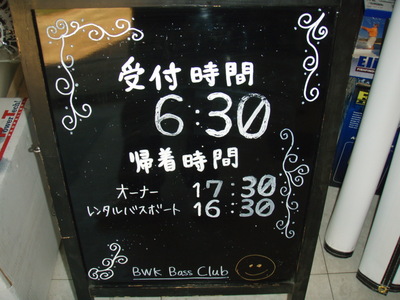 受付時間
6:30
帰着時間
オーナー 17:30
レンタルバスボート 16:30
BWK Bass Club